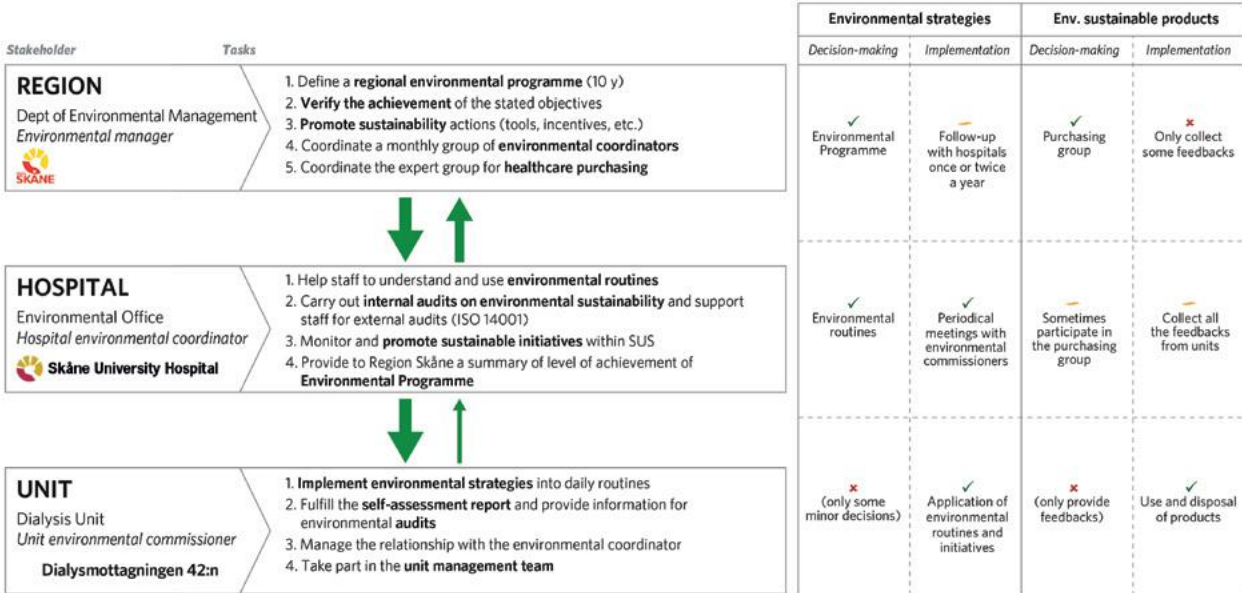 Environmental strategies
Env. sustainable products
Stakeholder
Tasks
Decision-making
Implementation
Decision-making
Implementation
REGION
Dept of Environmental Management
Environmental manager
SKÅNE
1. Define a regional environmental programme (10 y)
2. Verify the achievement of the stated objectives
3. Promote sustainability actions (tools, incentives, etc.)
4. Coordinate a monthly group of environmental coordinators
5. Coordinate the expert group for healthcare purchasing
✓
Environmental
Programme
–
Follow-up
with hospitals
once or twice
a year
✓
Purchasing
group
×
Only collect
some feedbacks
HOSPITAL
Environmental Office
Hospital environmental coordinator
Skåne University Hospital
1. Help staff to understand and use environmental routines
2. Carry out internal audits on environmental sustainability and support
staff for external audits (ISO 14001)
3. Monitor and promote sustainable initiatives within SUS
4. Provide to Region Skåne a summary of level of achievement of
Environmental Programme
✓
Environmental
routines
✓
Periodical
meetings with
environmental
commissioners
–
Sometimes
participate in
the purchasing
group
–
Collect all
the feedbacks
from units
UNIT
Dialysis Unit
Unit environmental commissioner
Dialysmottagningen 42:n
1. Implement environmental strategies into daily routines
2. Fulfill the self-assessment report and provide information for
environmental audits
3. Manage the relationship with the environmental coordinator
4. Take part in the unit management team
×
(only some
minor decisions)
✓
Application of
environmental
routines and
initiatives
×
(only provide
feedbacks)
✓
Use and disposal
of products